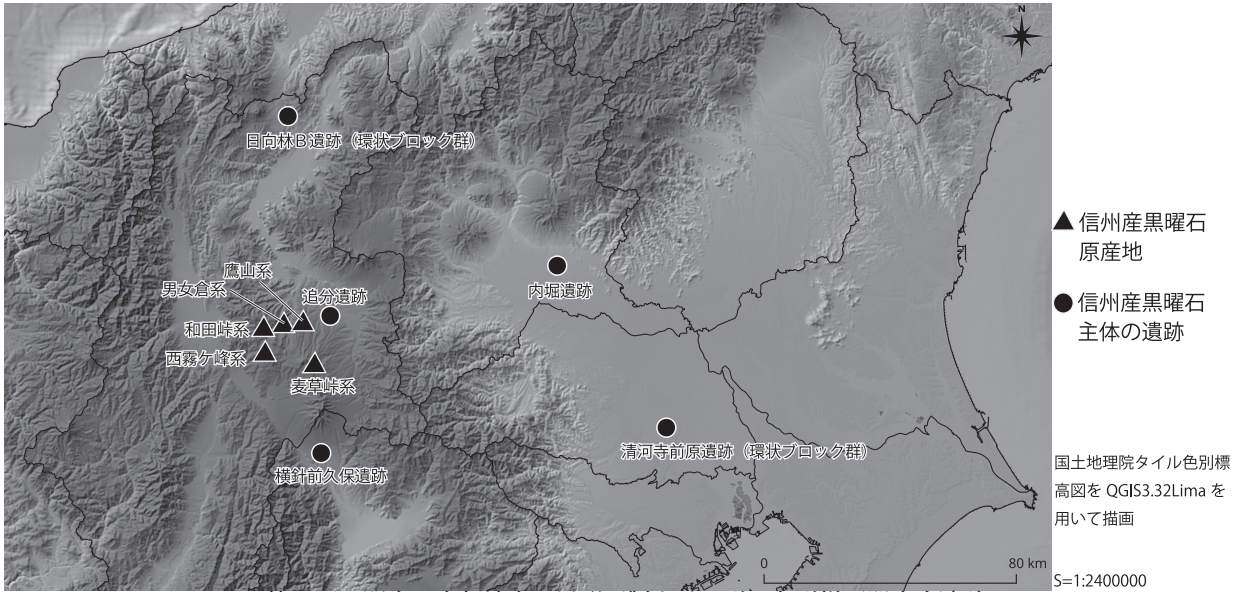 N
日向林B遺跡（環状ブロック群）
鷹山系
男女倉系
追分遺跡
内堀遺跡
和田峠系
西霧ケ峰系
麦草峠系
清河寺前原遺跡（環状ブロック群）
横針前久保遺跡
0
80 km
▲信州産黒曜石
原産地
●信州産黒曜石
主体の遺跡
国土地理院タイル色別標
高図を QGIS3.32Lima を
用いて描画
S=1:2400000